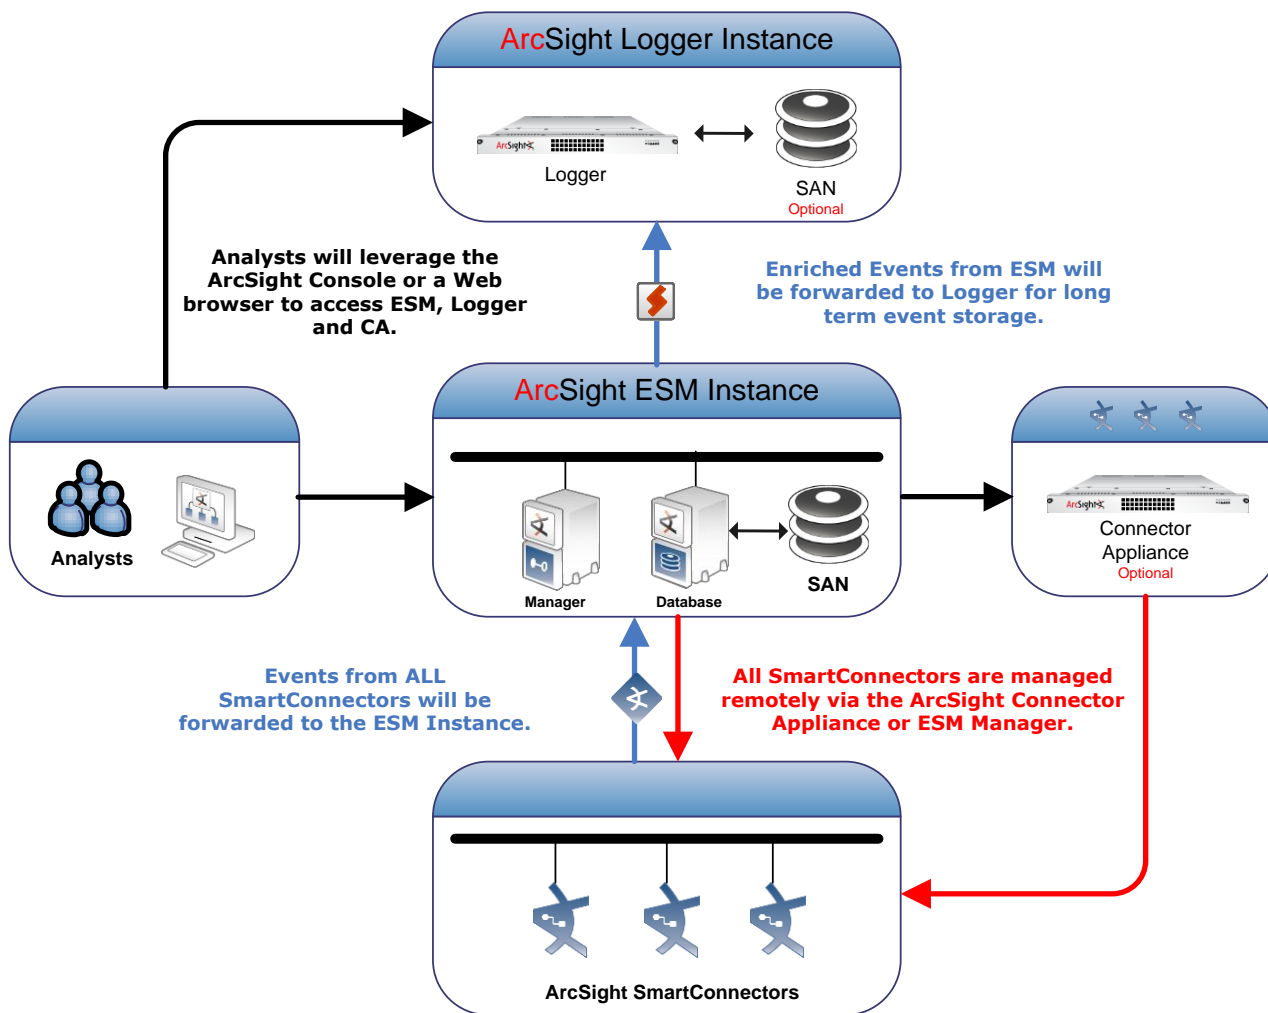 ArcSight Logger Instance
ArcSight
Logger
SAN
Optional
Analysts will leverage the
ArcSight Console or a Web
browser to access ESM, Logger
and CA.
Enriched Events from ESM will
be forwarded to Logger for long
term event storage.
ArcSight ESM Instance
Analysts
Manager
Database
SAN
ArcSight
Connector
Appliance
Optional
Events from ALL
SmartConnectors will be
forwarded to the ESM Instance.
All SmartConnectors are managed
remotely via the ArcSight Connector
Appliance or ESM Manager.
ArcSight SmartConnectors